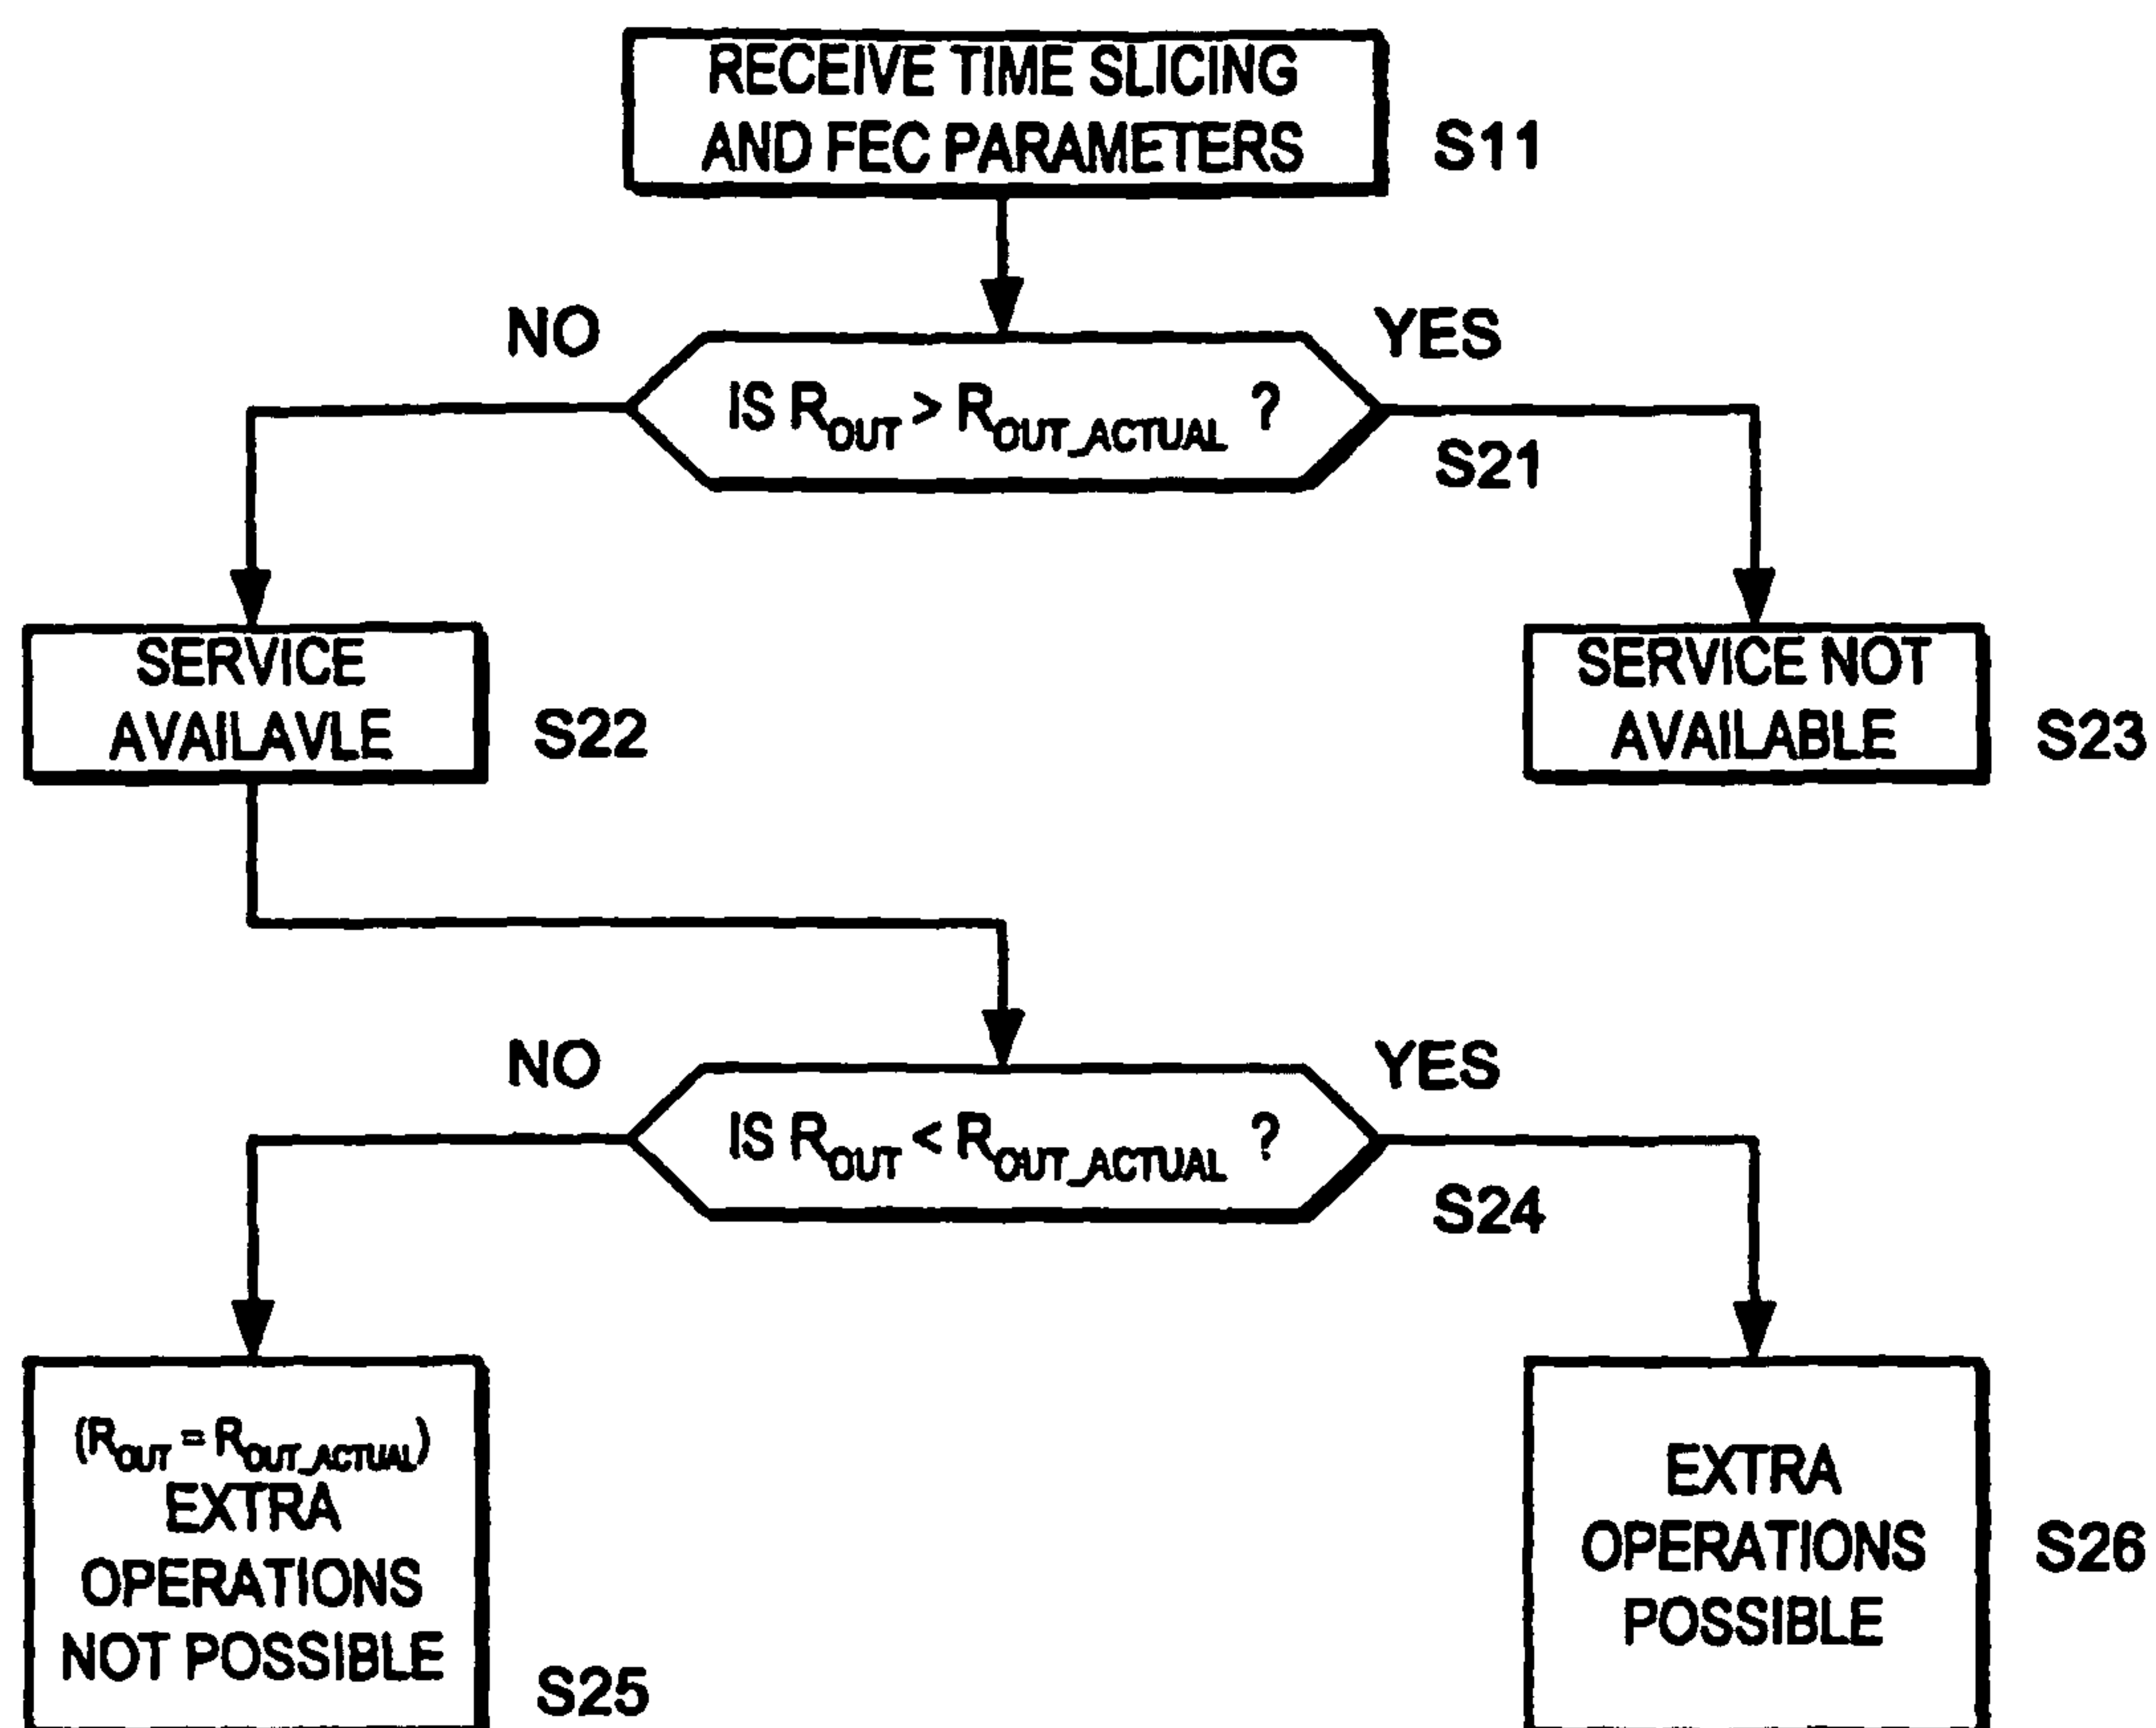 RECEIVE TIME SLICING
AND FEC PARAMETERS
S11
NO
YES
IS R_OUT > R_OUT_ACTUAL ?
S21
SERVICE
AVAILAVLE
S22
SERVICE NOT
AVAILABLE
S23
NO
YES
IS R_OUT < R_OUT_ACTUAL ?
S24
(R_OUT = R_OUT_ACTUAL)
EXTRA
OPERATIONS
NOT POSSIBLE
S25
EXTRA
OPERATIONS
POSSIBLE
S26